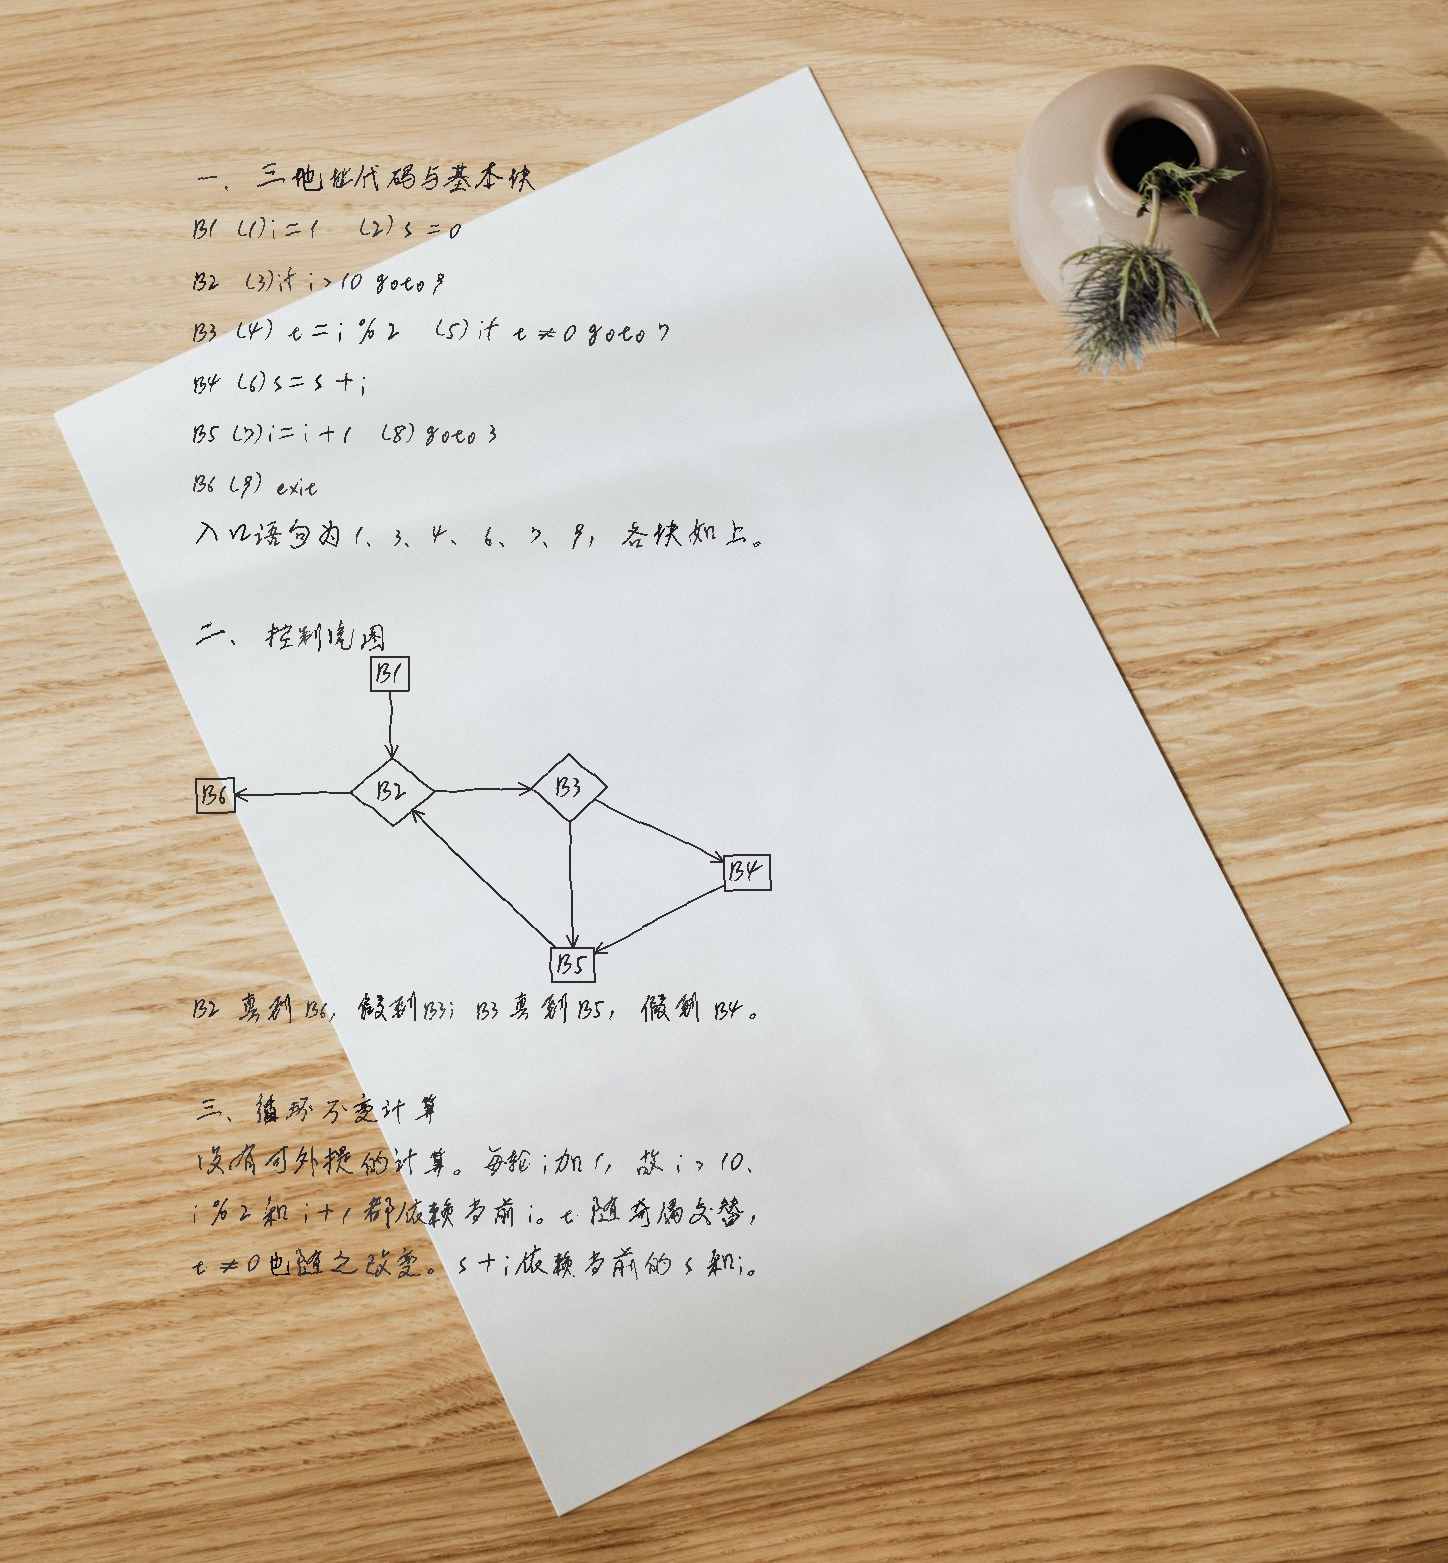 一、三地址代码与基本块
B1 (1) i = 1 (2) s = 0
B2 (3) if i > 10 goto 9
B3 (4) t = i % 2 (5) if t ≠ 0 goto 7
B4 (6) s = s + i
B5 (7) i = i + 1 (8) goto 3
B6 (9) exit
入口语句为1、3、4、6、7、9，各块如上。
二、控制流图
B1
B6
B2
B3
B4
B5
B2真到B6，假到B3；B3真到B5，假到B4。
三、循环不变计算
没有可外提的计算。每轮i加1，故i > 10、
i % 2和i + 1都依赖当前i。t随奇偶交替，
t ≠ 0也随之改变。s + i依赖当前的s和i。